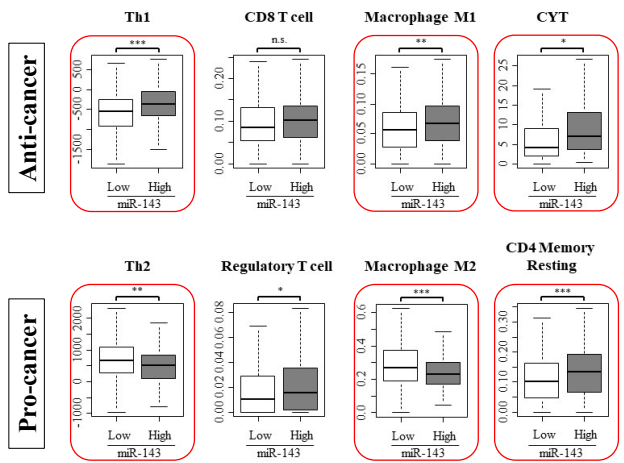 Anti-cancer
Th1
***
500
0
-500
-1500
Low High
miR-143
CD8 T cell
n.s.
0.20
0.10
0.00
Low High
miR-143
Macrophage M1
**
0.15
0.10
0.05
0.00
Low High
miR-143
CYT
*
25
20
15
10
5
0
Low High
miR-143
Pro-cancer
Th2
**
2000
1000
0
-1000
Low High
miR-143
Regulatory T cell
*
0.08
0.06
0.04
0.02
0.00
Low High
miR-143
Macrophage M2
***
0.6
0.4
0.2
0.0
Low High
miR-143
CD4 Memory
Resting
***
0.30
0.20
0.10
0.00
Low High
miR-143